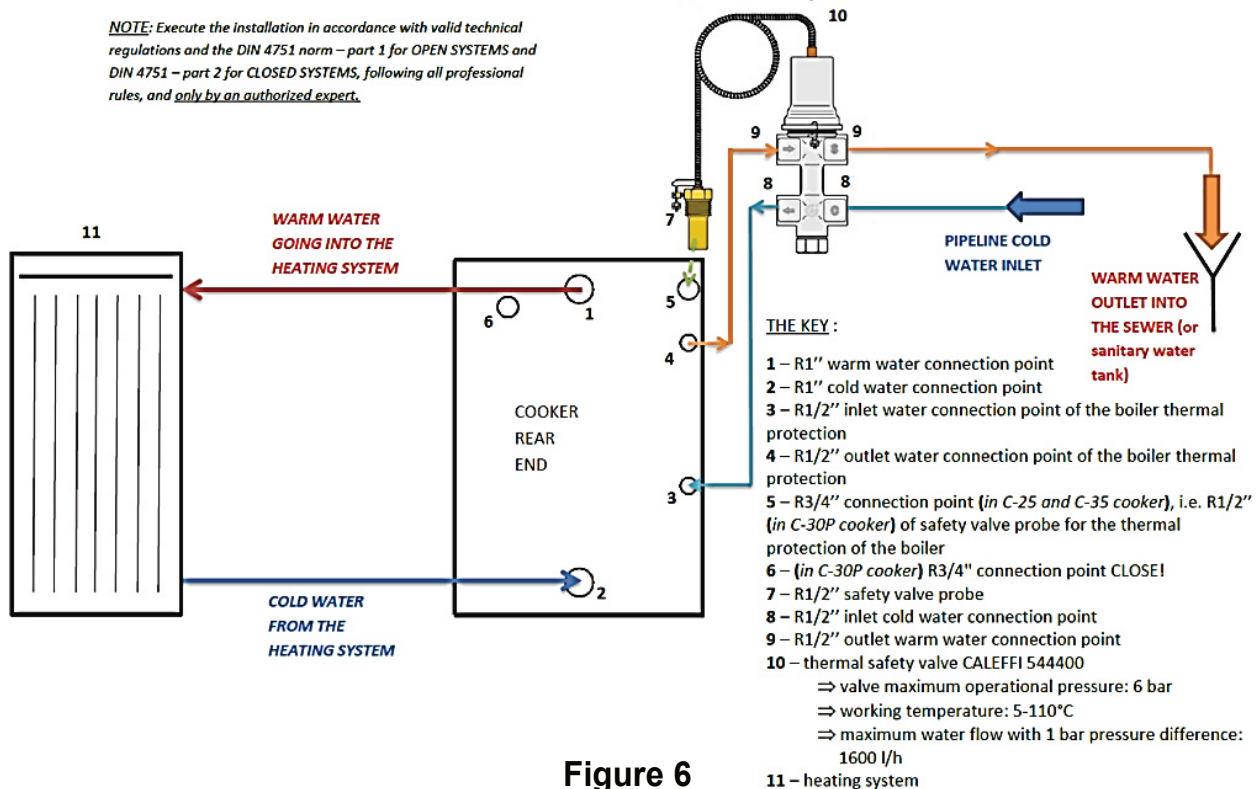 NOTE: Execute the installation in accordance with valid technical
regulations and the DIN 4751 norm – part 1 for OPEN SYSTEMS and
DIN 4751 – part 2 for CLOSED SYSTEMS, following all professional
rules, and only by an authorized expert.
10
9
9
8
8
7
11
WARM WATER
GOING INTO THE
HEATING SYSTEM
PIPELINE COLD
WATER INLET
WARM WATER
OUTLET INTO
THE SEWER (or
sanitary water
tank)
6
1
5
4
COOKER
REAR
END
3
2
COLD WATER
FROM THE
HEATING SYSTEM
THE KEY :
1 – R1'' warm water connection point
2 – R1'' cold water connection point
3 – R1/2'' inlet water connection point of the boiler thermal
protection
4 – R1/2'' outlet water connection point of the boiler thermal
protection
5 – R3/4'' connection point (in C-25 and C-35 cooker), i.e. R1/2''
(in C-30P cooker) of safety valve probe for the thermal
protection of the boiler
6 – (in C-30P cooker) R3/4" connection point CLOSE!
7 – R1/2'' safety valve probe
8 – R1/2'' inlet cold water connection point
9 – R1/2'' outlet warm water connection point
10 – thermal safety valve CALEFFI 544400
⇒ valve maximum operational pressure: 6 bar
⇒ working temperature: 5-110°C
⇒ maximum water flow with 1 bar pressure difference:
1600 l/h
11 – heating system
Figure 6